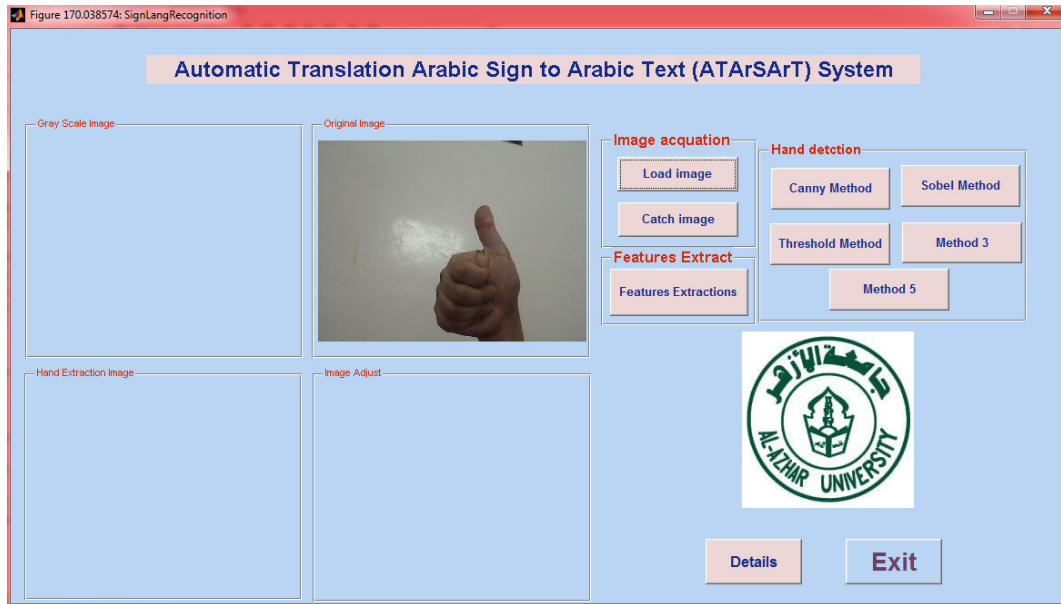 Figure 170.038574: SignLangRecognition
Automatic Translation Arabic Sign to Arabic Text (ATArSArT) System
Gray Scale Image
Original Image
Image acquation
Load image
Catch image
Features Extract
Features Extractions
Hand detction
Canny Method
Sobel Method
Threshold Method
Method 3
Method 5
Hand Extraction Image
Image Adjust
جامعة الأزهر
AL-AZHAR UNIVERSITY
Details
Exit